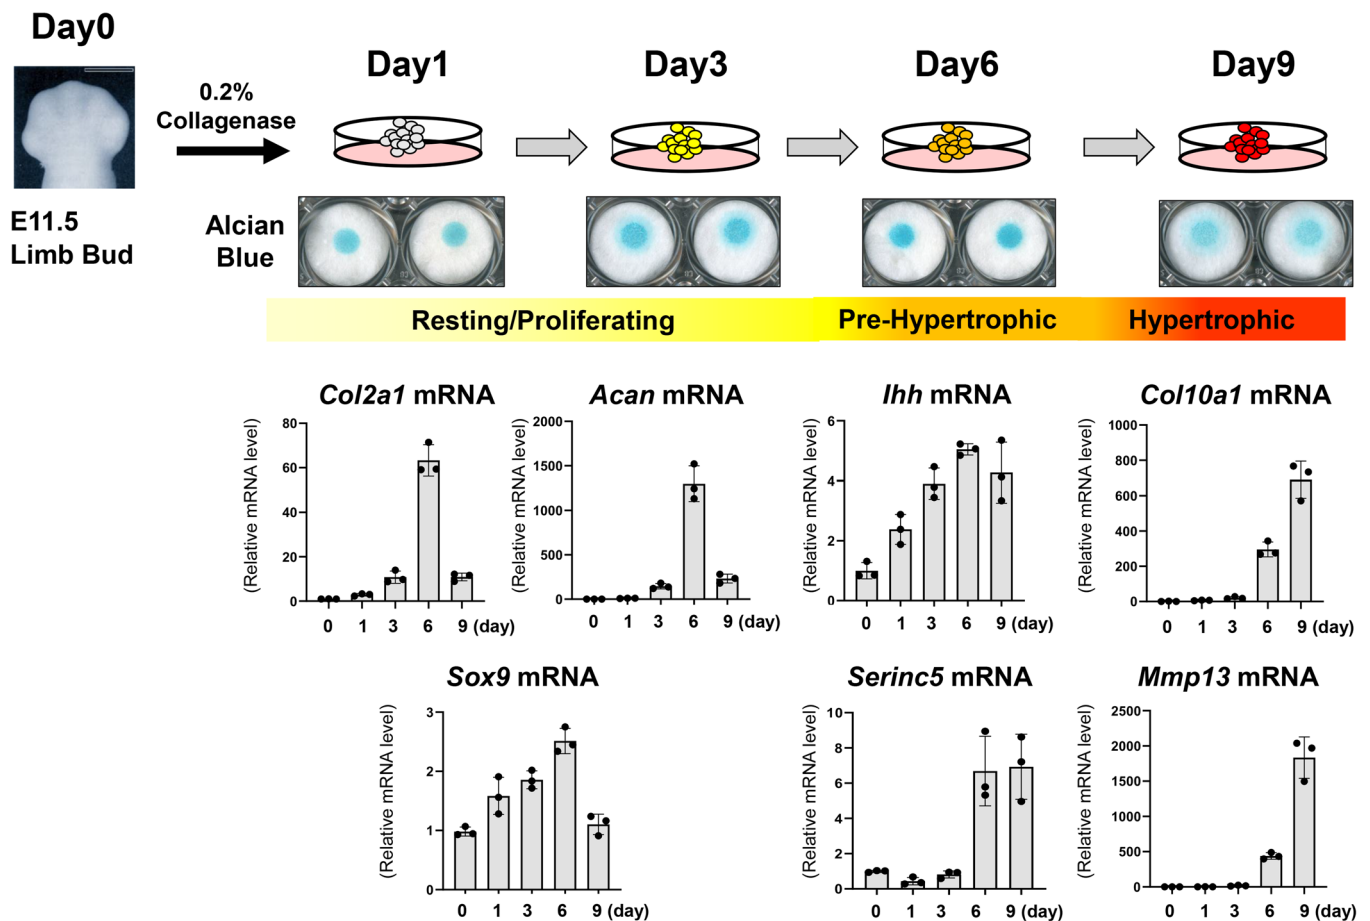 Day0
Day1
Day3
Day6
Day9
0.2%
Collagenase
E11.5
Limb Bud
Alcian
Blue
Resting/Proliferating
Pre-Hypertrophic
Hypertrophic
Col2a1 mRNA
(Relative mRNA level)
80
60
40
20
10
0
0 1 3 6 9 (day)
Acan mRNA
(Relative mRNA level)
2000
1500
1000
500
0
0 1 3 6 9 (day)
Ihh mRNA
(Relative mRNA level)
6
4
2
0
0 1 3 6 9 (day)
Col10a1 mRNA
(Relative mRNA level)
1000
800
600
400
200
0
0 1 3 6 9 (day)
Sox9 mRNA
(Relative mRNA level)
3
2
1
0
0 1 3 6 9 (day)
Serinc5 mRNA
(Relative mRNA level)
10
8
6
4
2
0
0 1 3 6 9 (day)
Mmp13 mRNA
(Relative mRNA level)
2500
2000
1500
1000
500
0
0 1 3 6 9 (day)